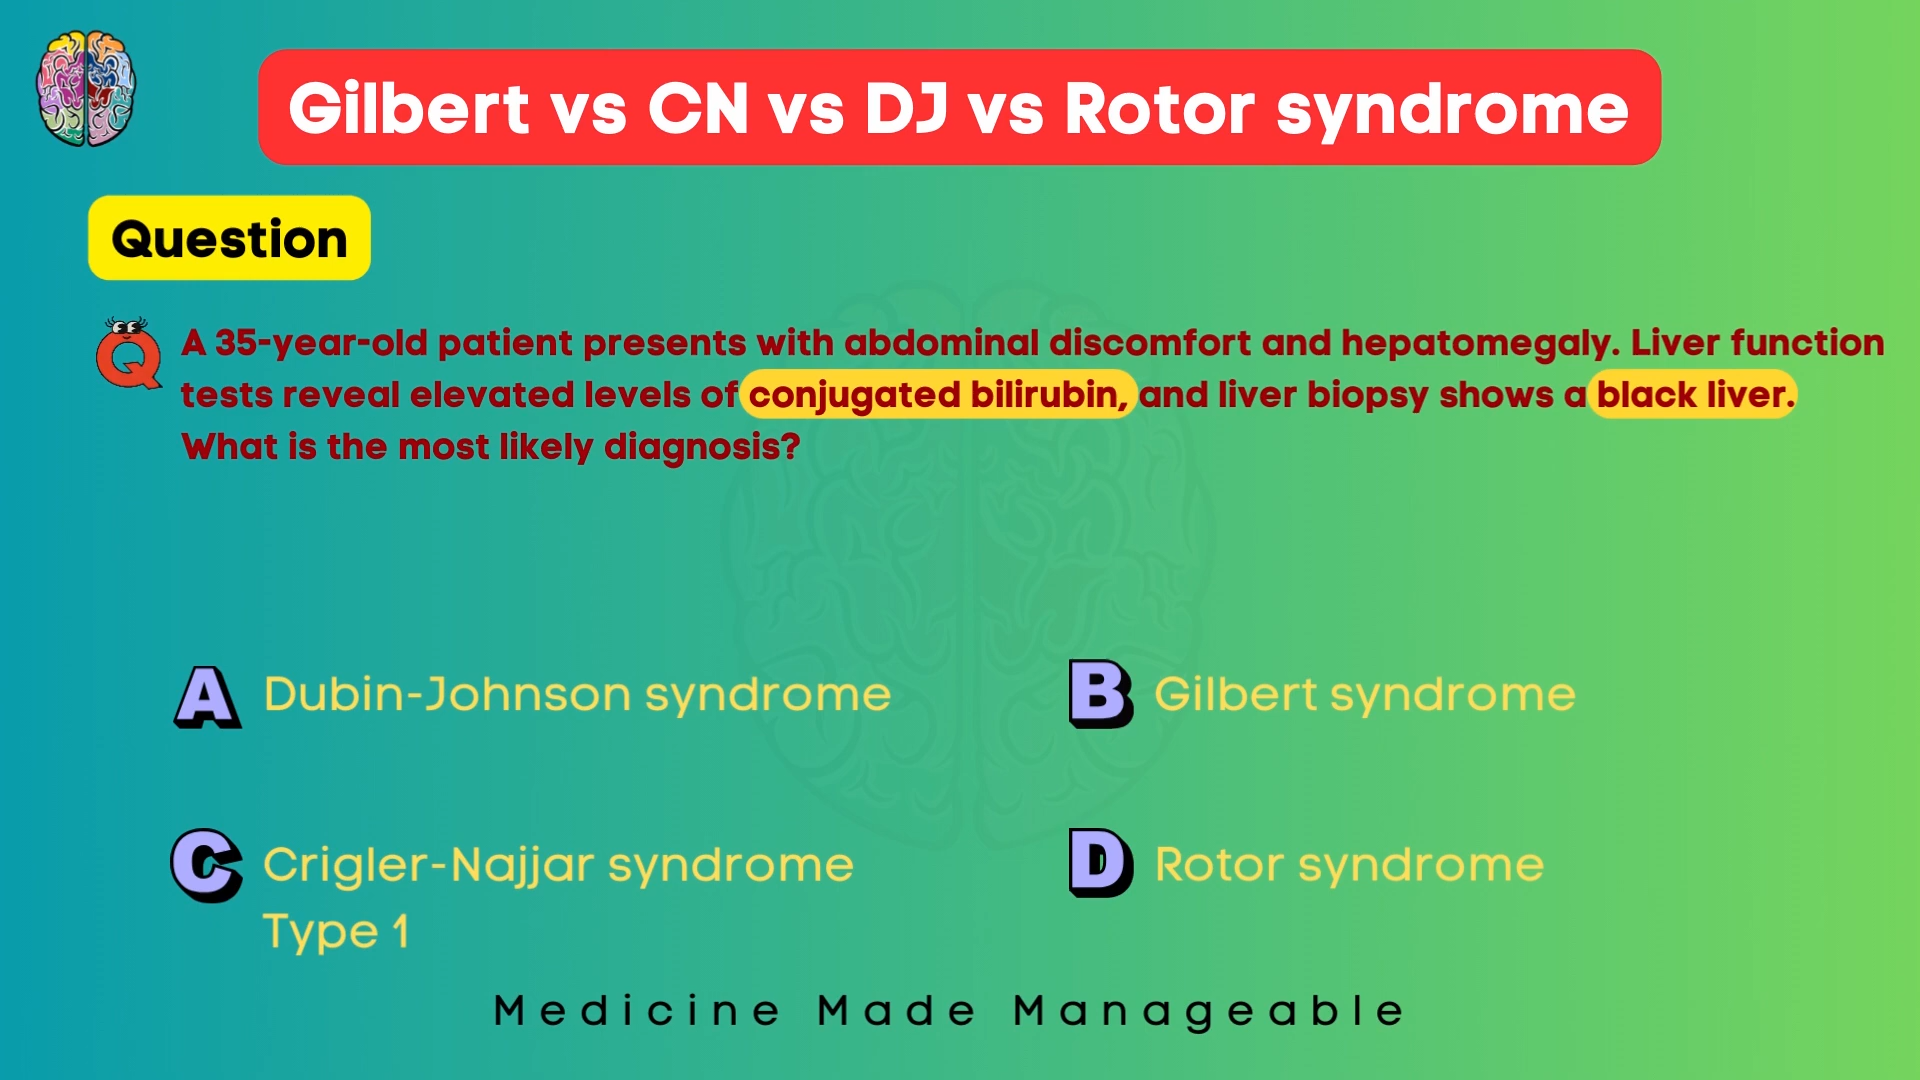 Gilbert vs CN vs DJ vs Rotor syndrome
Question
Q
A 35-year-old patient presents with abdominal discomfort and hepatomegaly. Liver function
tests reveal elevated levels of conjugated bilirubin, and liver biopsy shows a black liver.
What is the most likely diagnosis?
A Dubin-Johnson syndrome
B Gilbert syndrome
C Crigler-Najjar syndrome
Type 1
D Rotor syndrome
Medicine Made Manageable